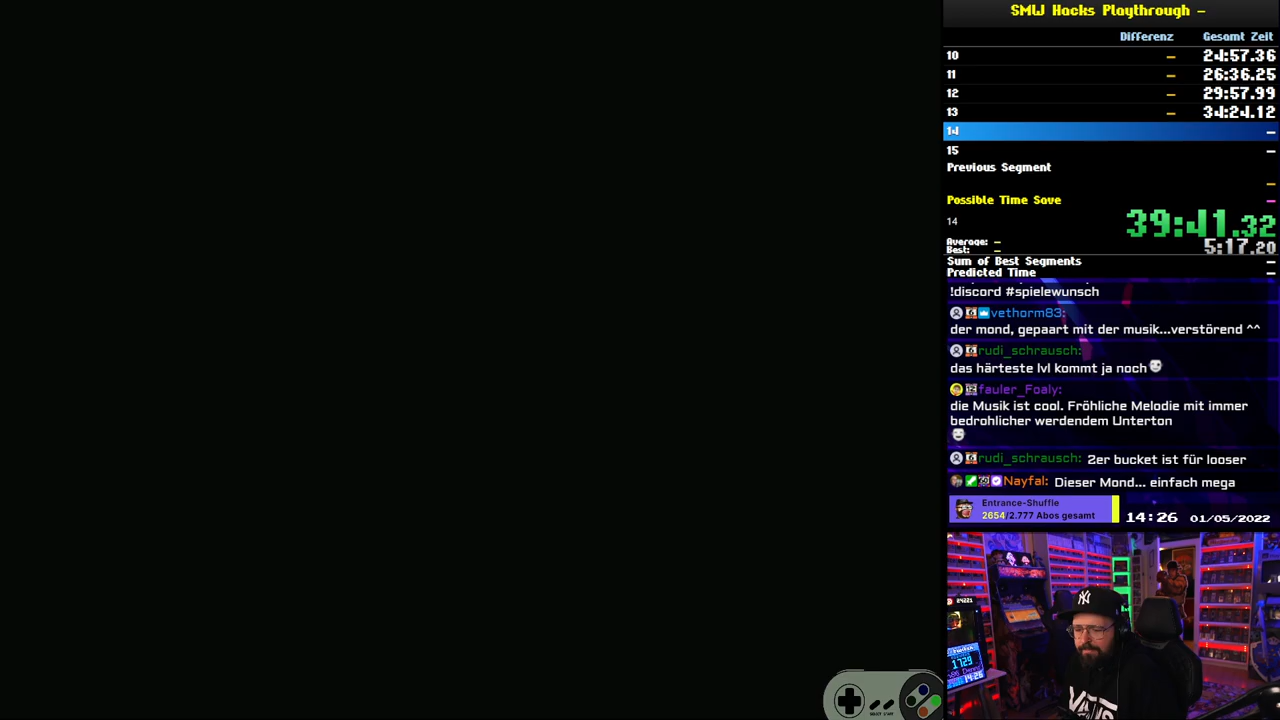 SMW Hacks Playthrough –
Differenz Gesamt Zeit
10 – 24:57.36
11 – 26:36.25
12 – 29:57.99
13 – 34:24.12
14 –
15 –
Previous Segment
–
Possible Time Save –
14 39:41.32
Average: – 5:17.20
Best: –
Sum of Best Segments –
Predicted Time –
!discord #spielewunsch
vethorm83:
der mond, gepaart mit der musik...verstörend ^^
rudi_schrausch:
das härteste lvl kommt ja noch
fauler_Foaly:
die Musik ist cool. Fröhliche Melodie mit immer
bedrohlicher werdendem Unterton
rudi_schrausch: 2er bucket ist für looser
Nayfal: Dieser Mond... einfach mega
Entrance-Shuffle
2654/2.777 Abos gesamt
14:26 01/05/2022
1729
14:26
SELECT START